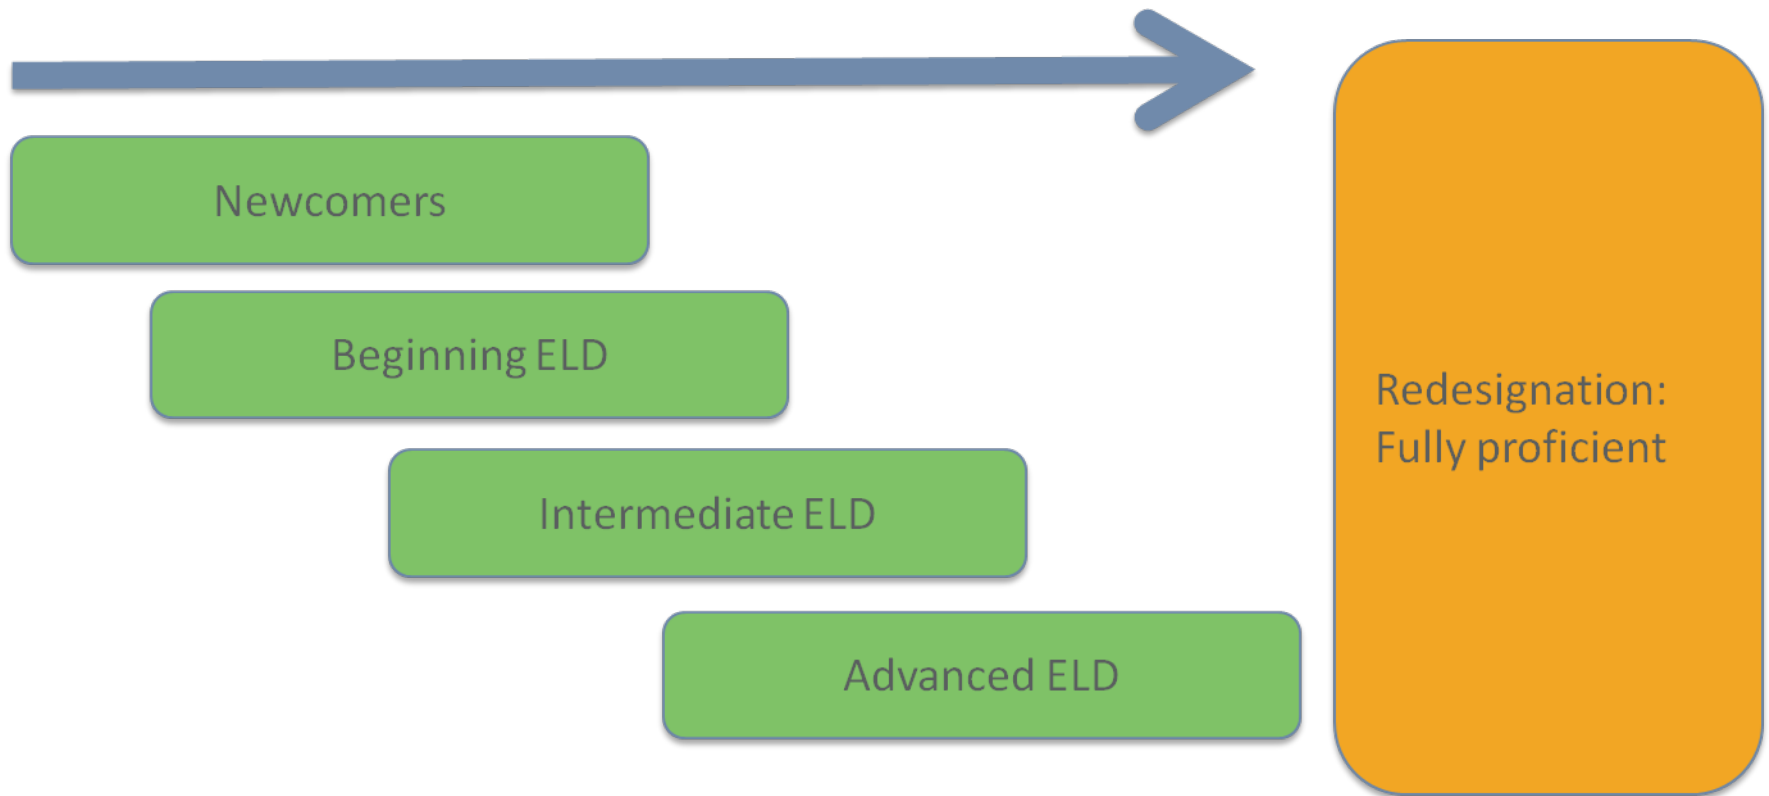 Newcomers
Beginning ELD
Intermediate ELD
Advanced ELD
Redesignation:
Fully proficient